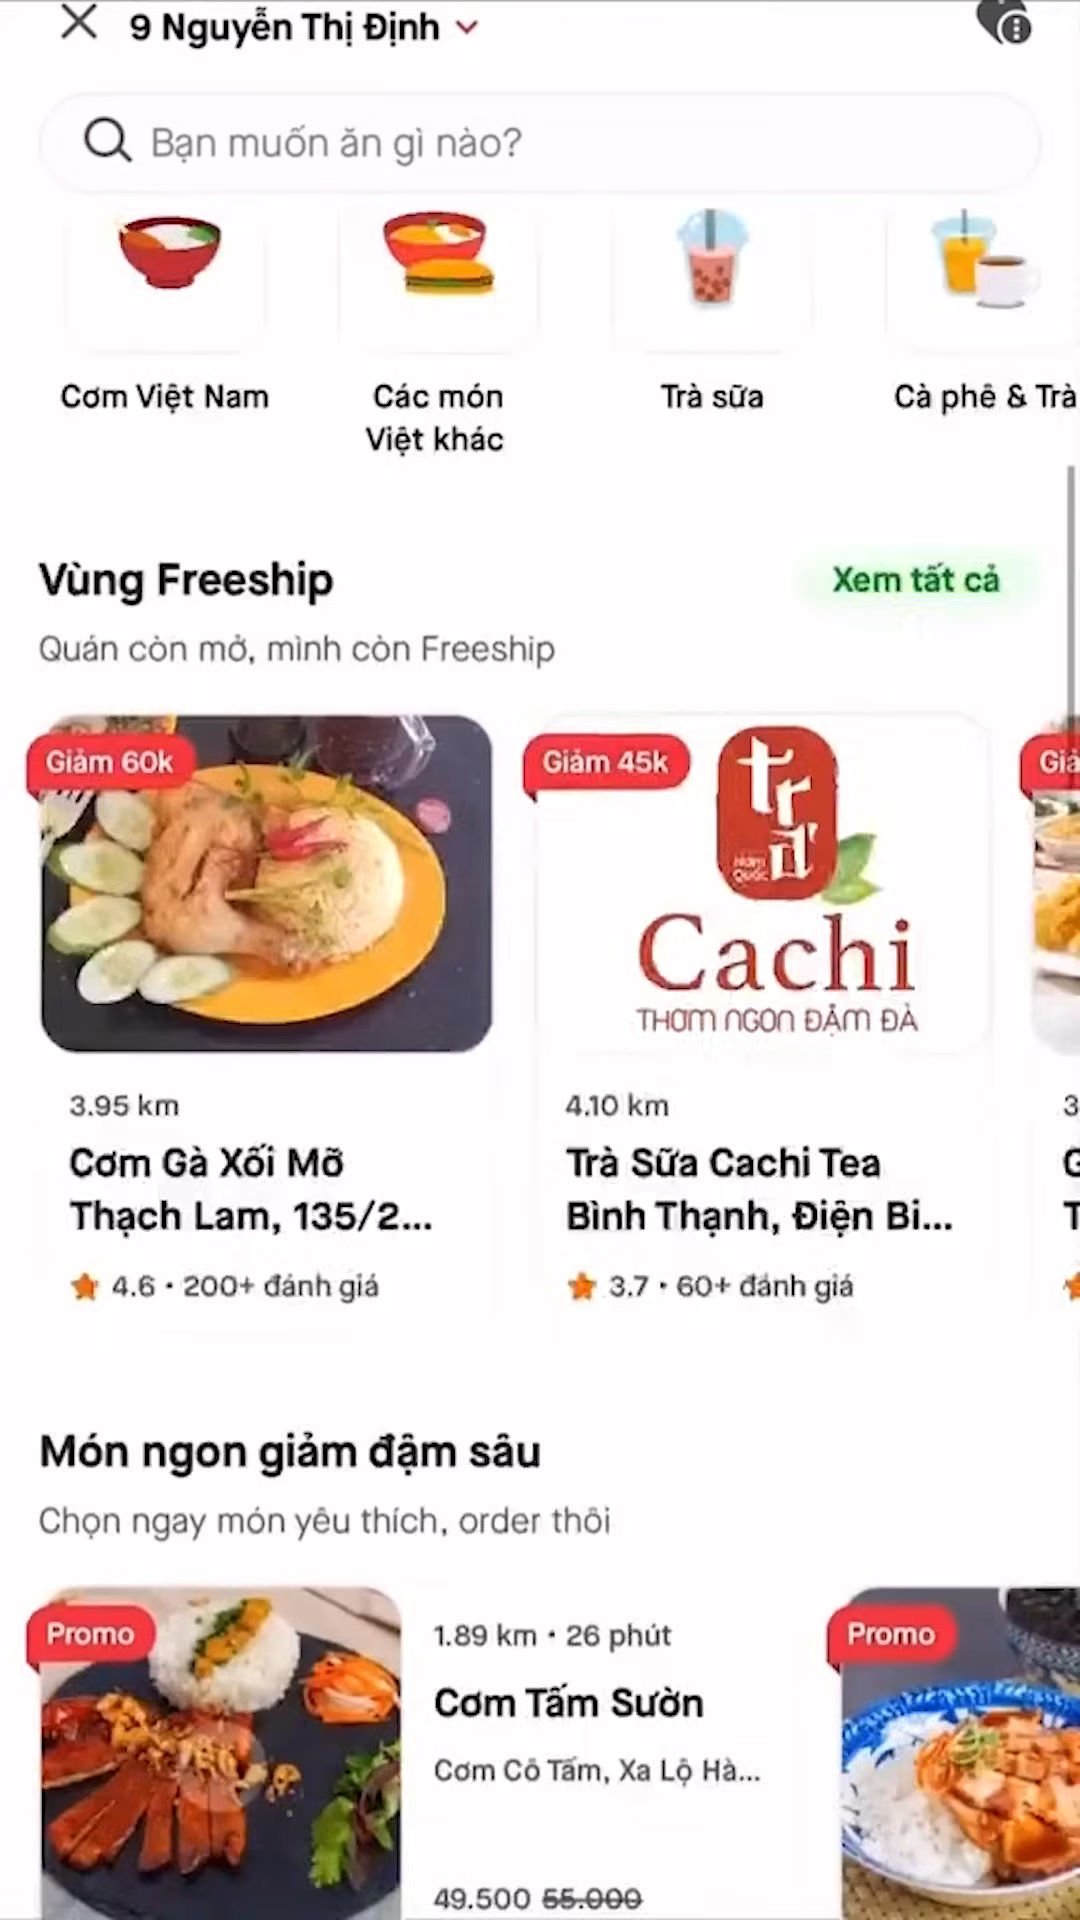 9 Nguyễn Thị Định
Bạn muốn ăn gì nào?
Cơm Việt Nam
Các món
Việt khác
Trà sữa
Cà phê & Trà
Vùng Freeship
Xem tất cả
Quán còn mở, mình còn Freeship
Giảm 60k
Giảm 45k
Giả
trà
Nam
Quốc
Cachi
THƠM NGON ĐẬM ĐÀ
3.95 km
Cơm Gà Xối Mỡ
Thạch Lam, 135/2...
4.6 • 200+ đánh giá
4.10 km
Trà Sữa Cachi Tea
Bình Thạnh, Điện Bi...
3.7 • 60+ đánh giá
3
G
T
Món ngon giảm đậm sâu
Chọn ngay món yêu thích, order thôi
Promo
1.89 km • 26 phút
Cơm Tấm Sườn
Cơm Cô Tấm, Xa Lộ Hà...
49.500 55.000
Promo